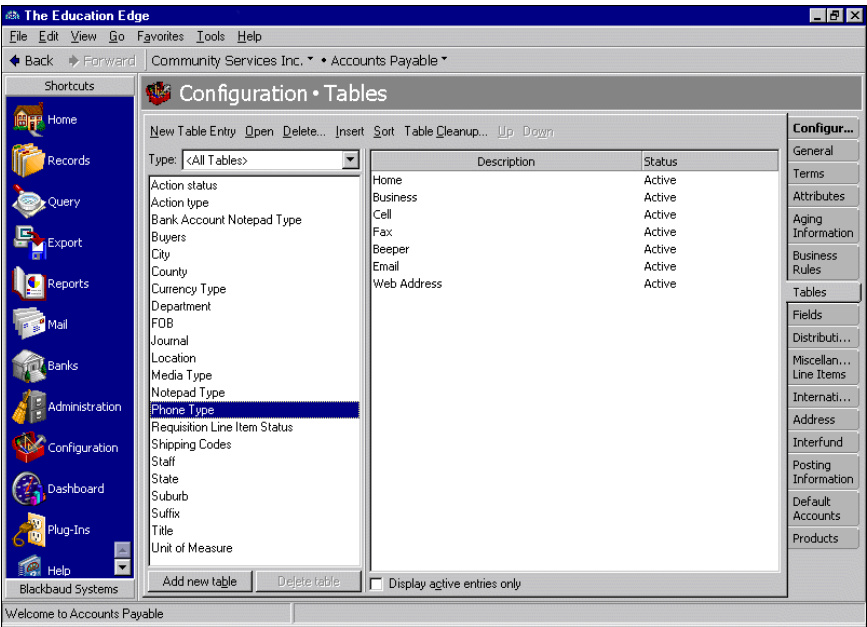 The Education Edge
File Edit View Go Favorites Tools Help
Back Forward Community Services Inc. • Accounts Payable
Shortcuts
Home
Records
Query
Export
Reports
Mail
Banks
Administration
Configuration
Dashboard
Plug-Ins
Help
Blackbaud Systems
Configuration • Tables
New Table Entry Open Delete... Insert Sort Table Cleanup... Up Down
Type: <All Tables>
Action status
Action type
Bank Account Notepad Type
Buyers
City
County
Currency Type
Department
FOB
Journal
Location
Media Type
Notepad Type
Phone Type
Requisition Line Item Status
Shipping Codes
Staff
State
Suburb
Suffix
Title
Unit of Measure
Add new table Delete table
Description Status
Home Active
Business Active
Cell Active
Fax Active
Beeper Active
Email Active
Web Address Active
Display active entries only
Configur...
General
Terms
Attributes
Aging
Information
Business
Rules
Tables
Fields
Distributi...
Miscellan...
Line Items
Internati...
Address
Interfund
Posting
Information
Default
Accounts
Products
Welcome to Accounts Payable